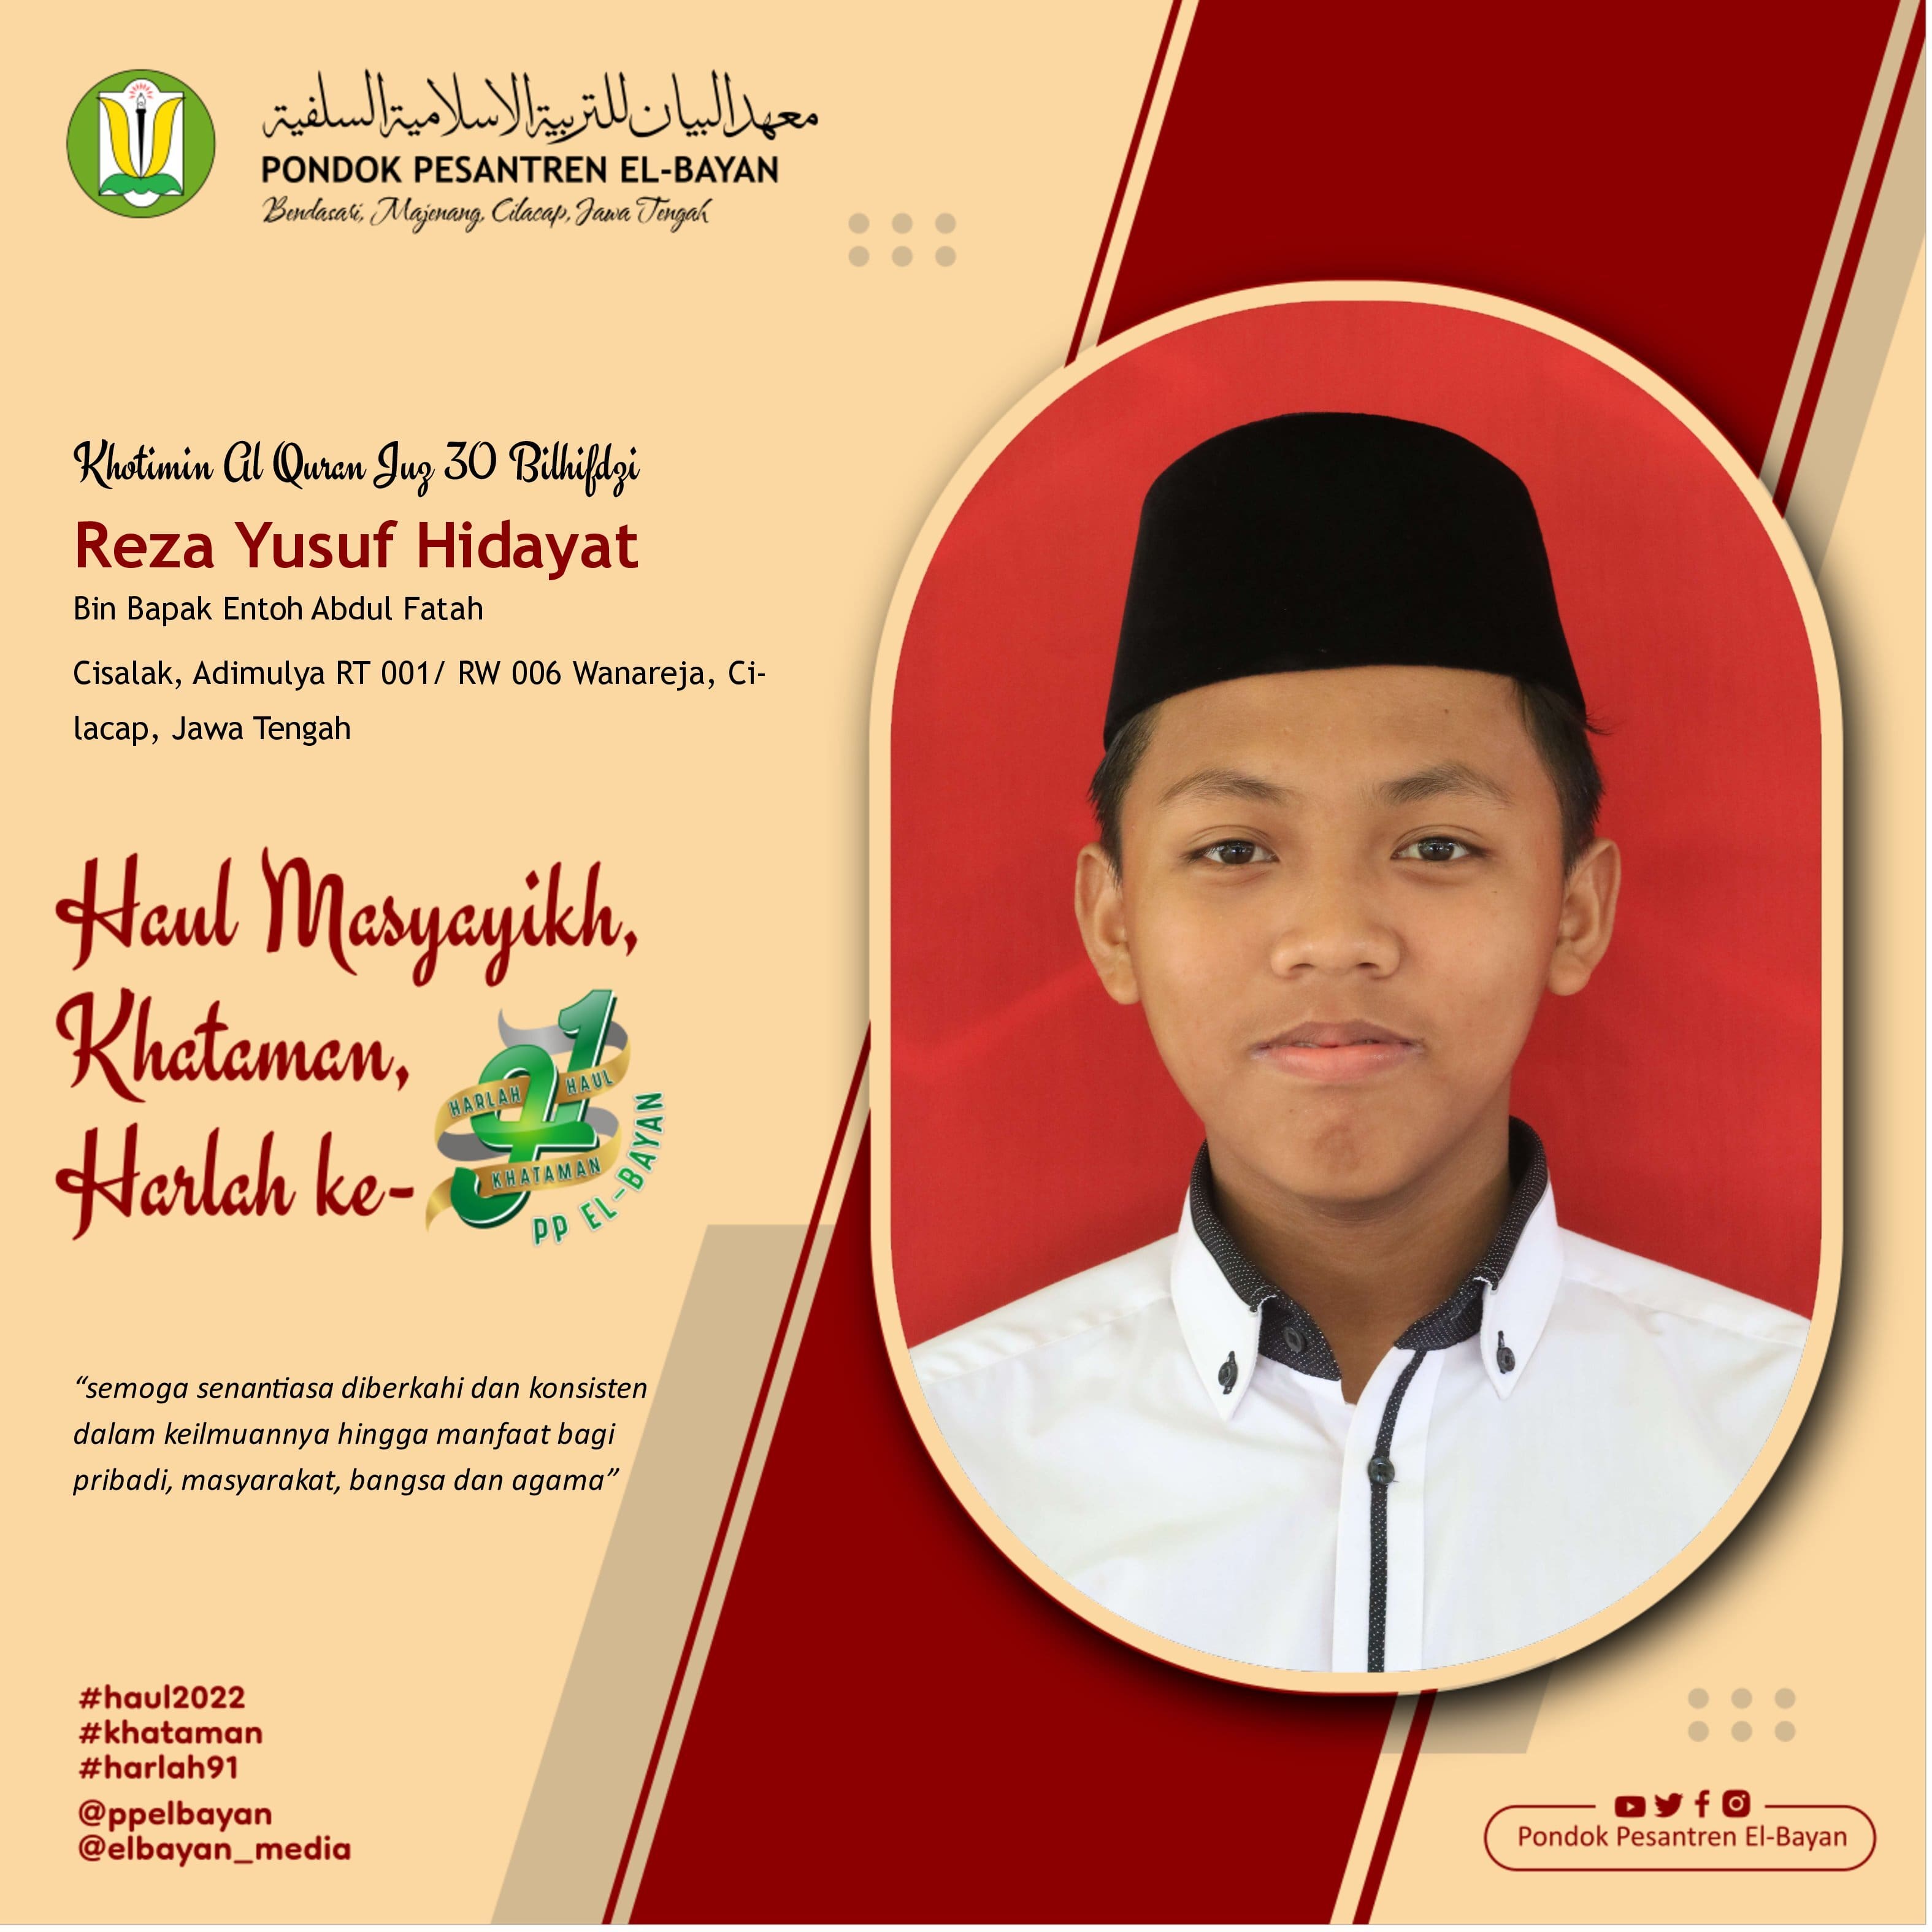 معهد البيان للتربية الاسلامية السلفية
PONDOK PESANTREN EL-BAYAN
Bendasari, Majenang, Cilacap, Jawa Tengah
Khotimin Al Quran Juz 30 Bilhifdzi
Reza Yusuf Hidayat
Bin Bapak Entoh Abdul Fatah
Cisalak, Adimulya RT 001/ RW 006 Wanareja, Ci-
lacap, Jawa Tengah
Haul Masyayikh,
Khataman,
Harlah ke-
91
HARLAH HAUL
KHATAMAN
PP EL-BAYAN
“semoga senantiasa diberkahi dan konsisten
dalam keilmuannya hingga manfaat bagi
pribadi, masyarakat, bangsa dan agama”
#haul2022
#khataman
#harlah91
@ppelbayan
@elbayan_media
Pondok Pesantren El-Bayan